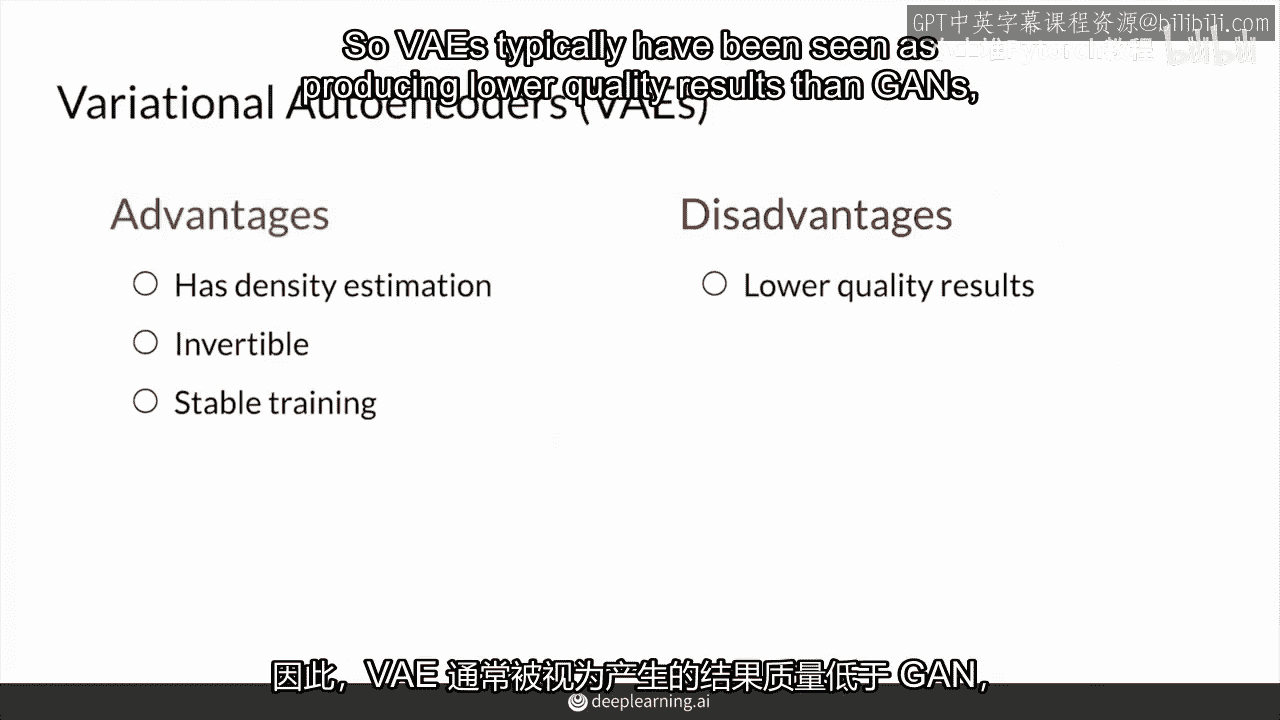 GPT中英字幕课程资源@bilibili.com
So VAEs typically have been seen as
producing lower quality results than GANs,
Variational Autoencoders (VAEs)
Advantages
Has density estimation
Invertible
Stable training
Disadvantages
Lower quality results
因此，VAE 通常被视为产生的结果质量低于 GAN，
deeplearning.ai